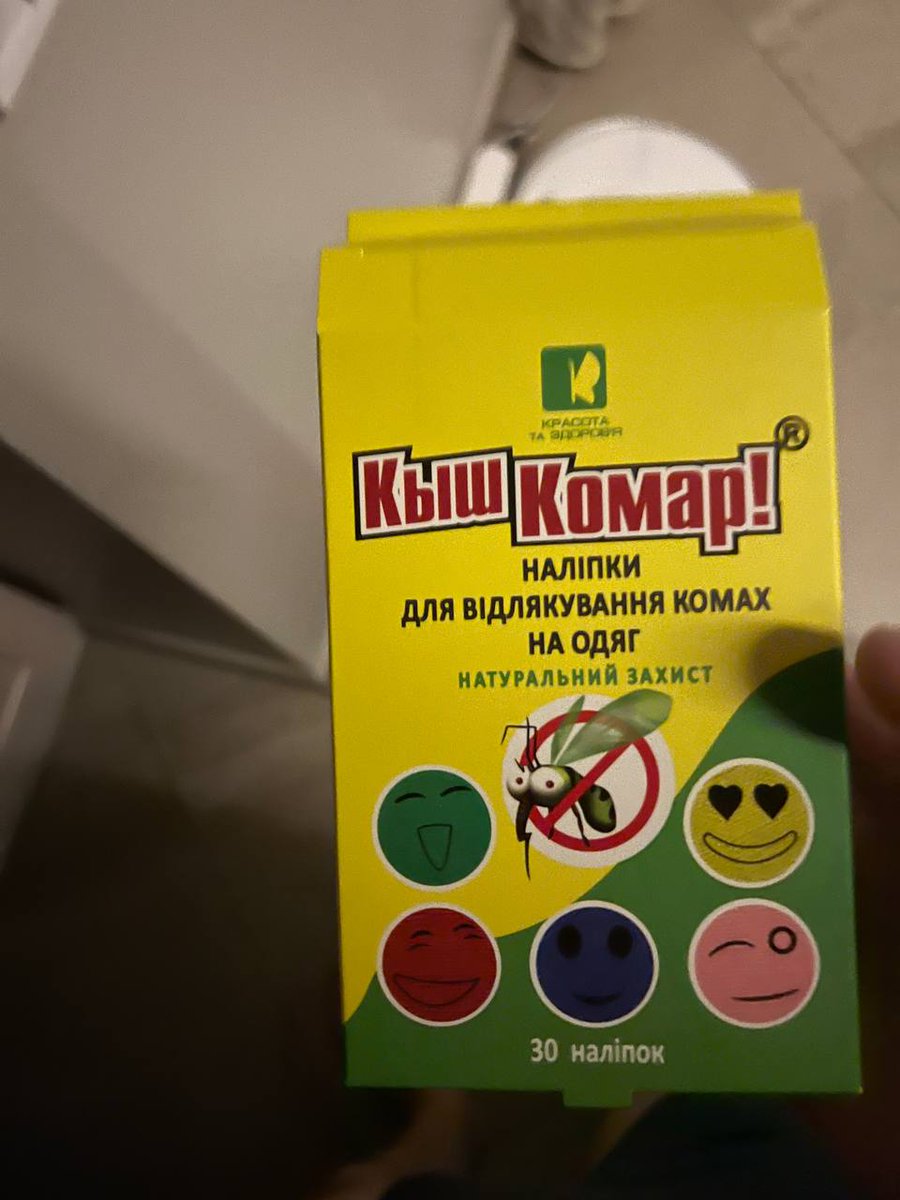 КРАСОТА
ТА ЗДОРОВ'Я
Кыш Комар! ®
НАЛІПКИ
ДЛЯ ВІДЛЯКУВАННЯ КОМАХ
НА ОДЯГ
НАТУРАЛЬНИЙ ЗАХИСТ
30 наліпок